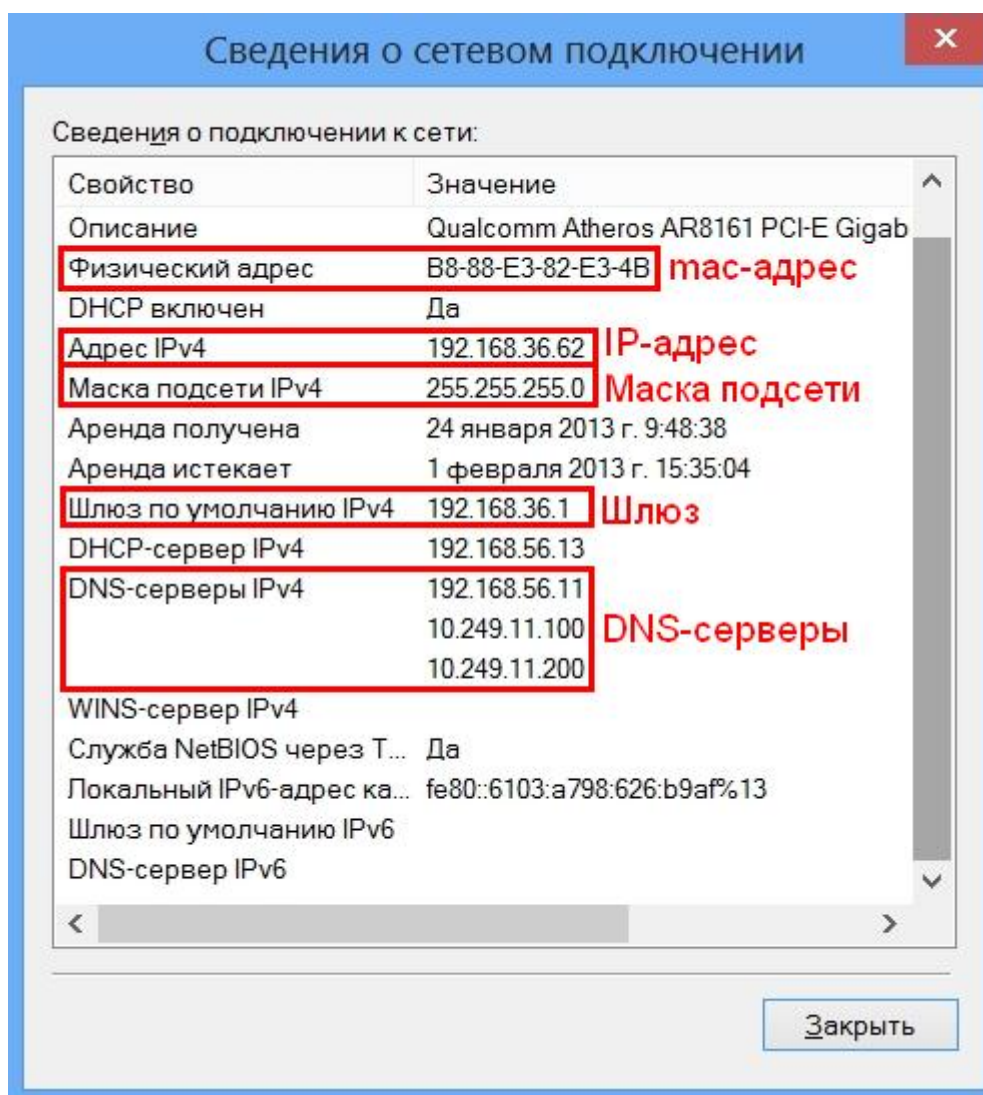 Сведения о сетевом подключении
Сведения о подключении к сети:
Свойство Значение
Описание Qualcomm Atheros AR8161 PCI-E Gigab
Физический адрес B8-88-E3-82-E3-4B mac-адрес
DHCP включен Да
Адрес IPv4 192.168.36.62 IP-адрес
Маска подсети IPv4 255.255.255.0 Маска подсети
Аренда получена 24 января 2013 г. 9:48:38
Аренда истекает 1 февраля 2013 г. 15:35:04
Шлюз по умолчанию IPv4 192.168.36.1 Шлюз
DHCP-сервер IPv4 192.168.56.13
DNS-серверы IPv4 192.168.56.11
10.249.11.100 DNS-серверы
10.249.11.200
WINS-сервер IPv4
Служба NetBIOS через T... Да
Локальный IPv6-адрес ка... fe80::6103:a798:626:b9af%13
Шлюз по умолчанию IPv6
DNS-сервер IPv6
Закрыть